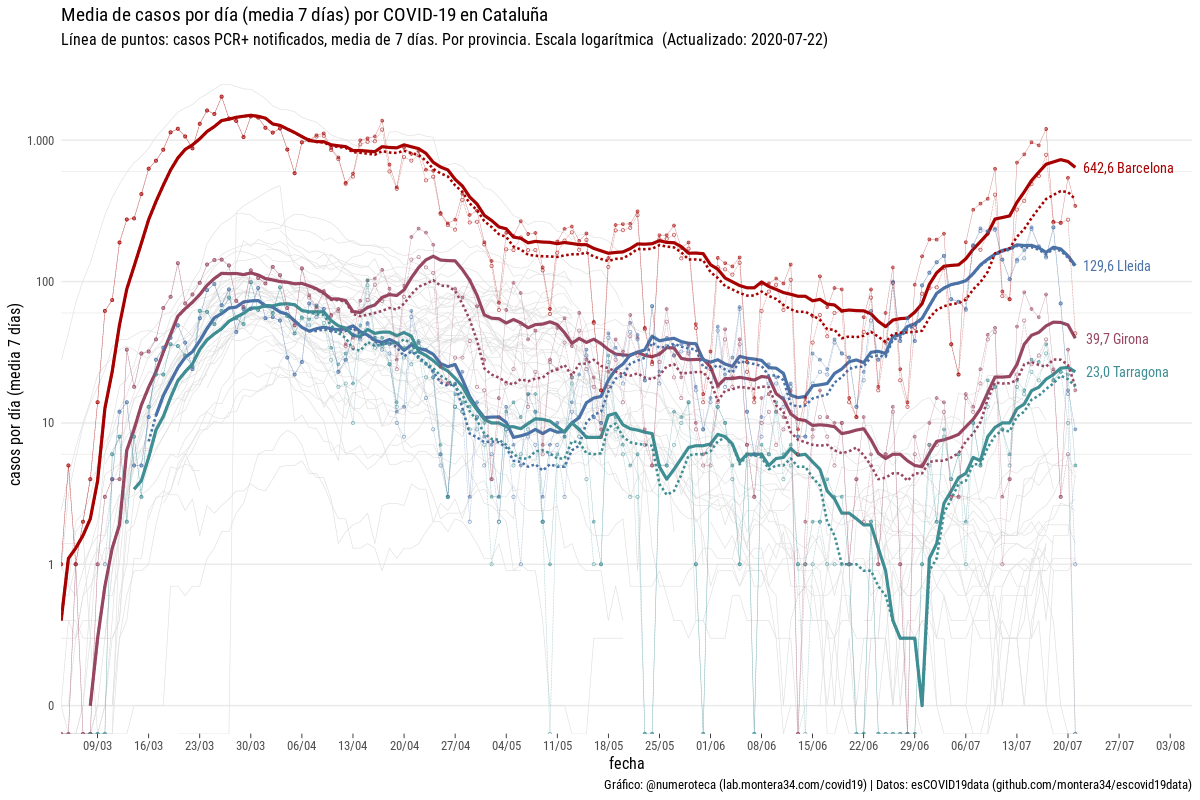 Media de casos por día (media 7 días) por COVID-19 en Cataluña
Línea de puntos: casos PCR+ notificados, media de 7 días. Por provincia. Escala logarítmica (Actualizado: 2020-07-22)
casos por día (media 7 días)
1.000
100
10
1
0
642,6 Barcelona
129,6 Lleida
39,7 Girona
23,0 Tarragona
09/03 16/03 23/03 30/03 06/04 13/04 20/04 27/04 04/05 11/05 18/05 25/05 01/06 08/06 15/06 22/06 29/06 06/07 13/07 20/07 27/07 03/08
fecha
Gráfico: @numeroteca (lab.montera34.com/covid19) | Datos: esCOVID19data (github.com/montera34/escovid19data)